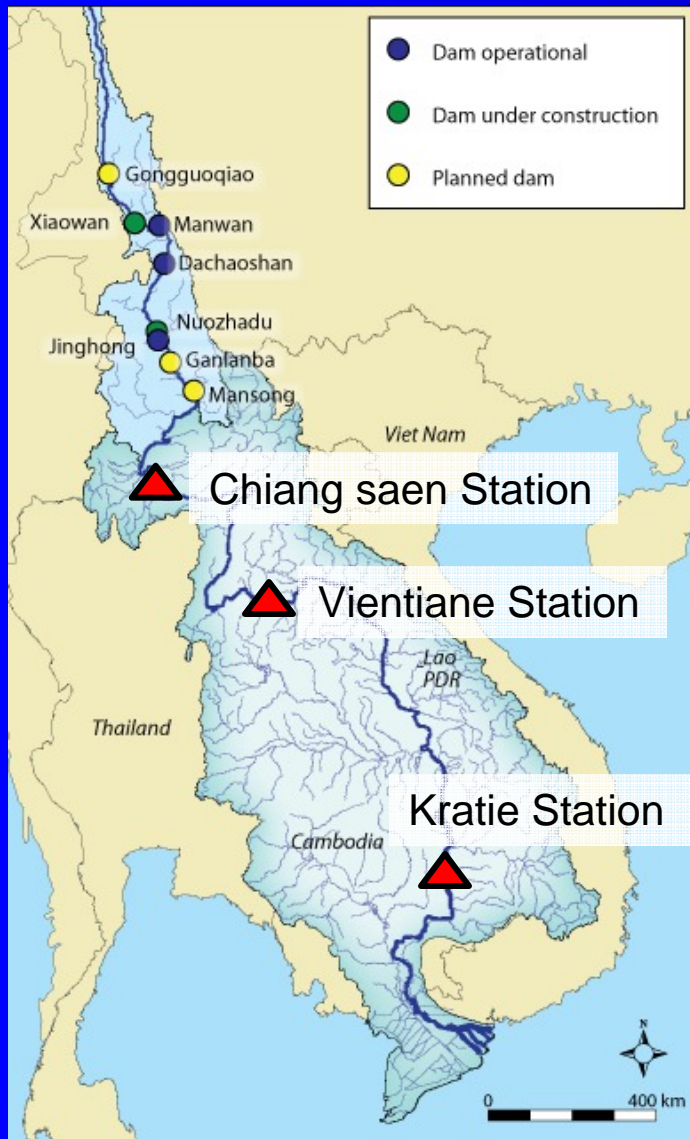 Dam operational
Dam under construction
Planned dam
Gongguoqiao
Xiaowan
Manwan
Dachaoshan
Nuozhadu
Jinghong
Ganlanba
Mansong
Viet Nam
Chiang saen Station
Vientiane Station
Lao
PDR
Thailand
Kratie Station
Cambodia
N
0 400 km